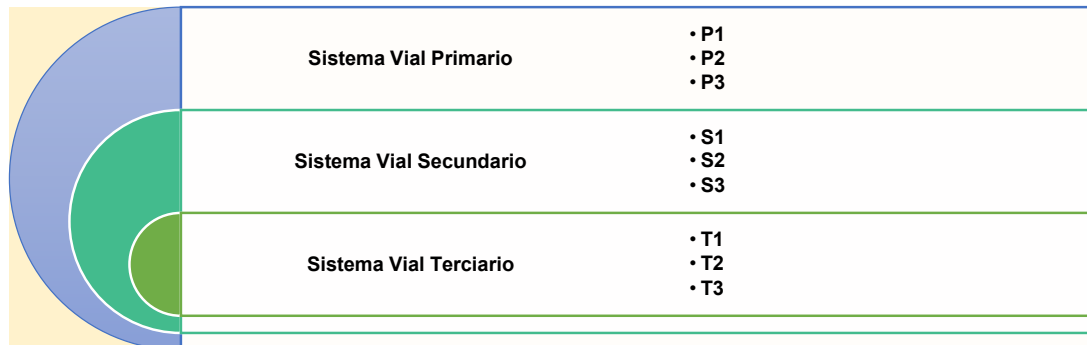 Sistema Vial Primario
• P1
• P2
• P3
Sistema Vial Secundario
• S1
• S2
• S3
Sistema Vial Terciario
• T1
• T2
• T3